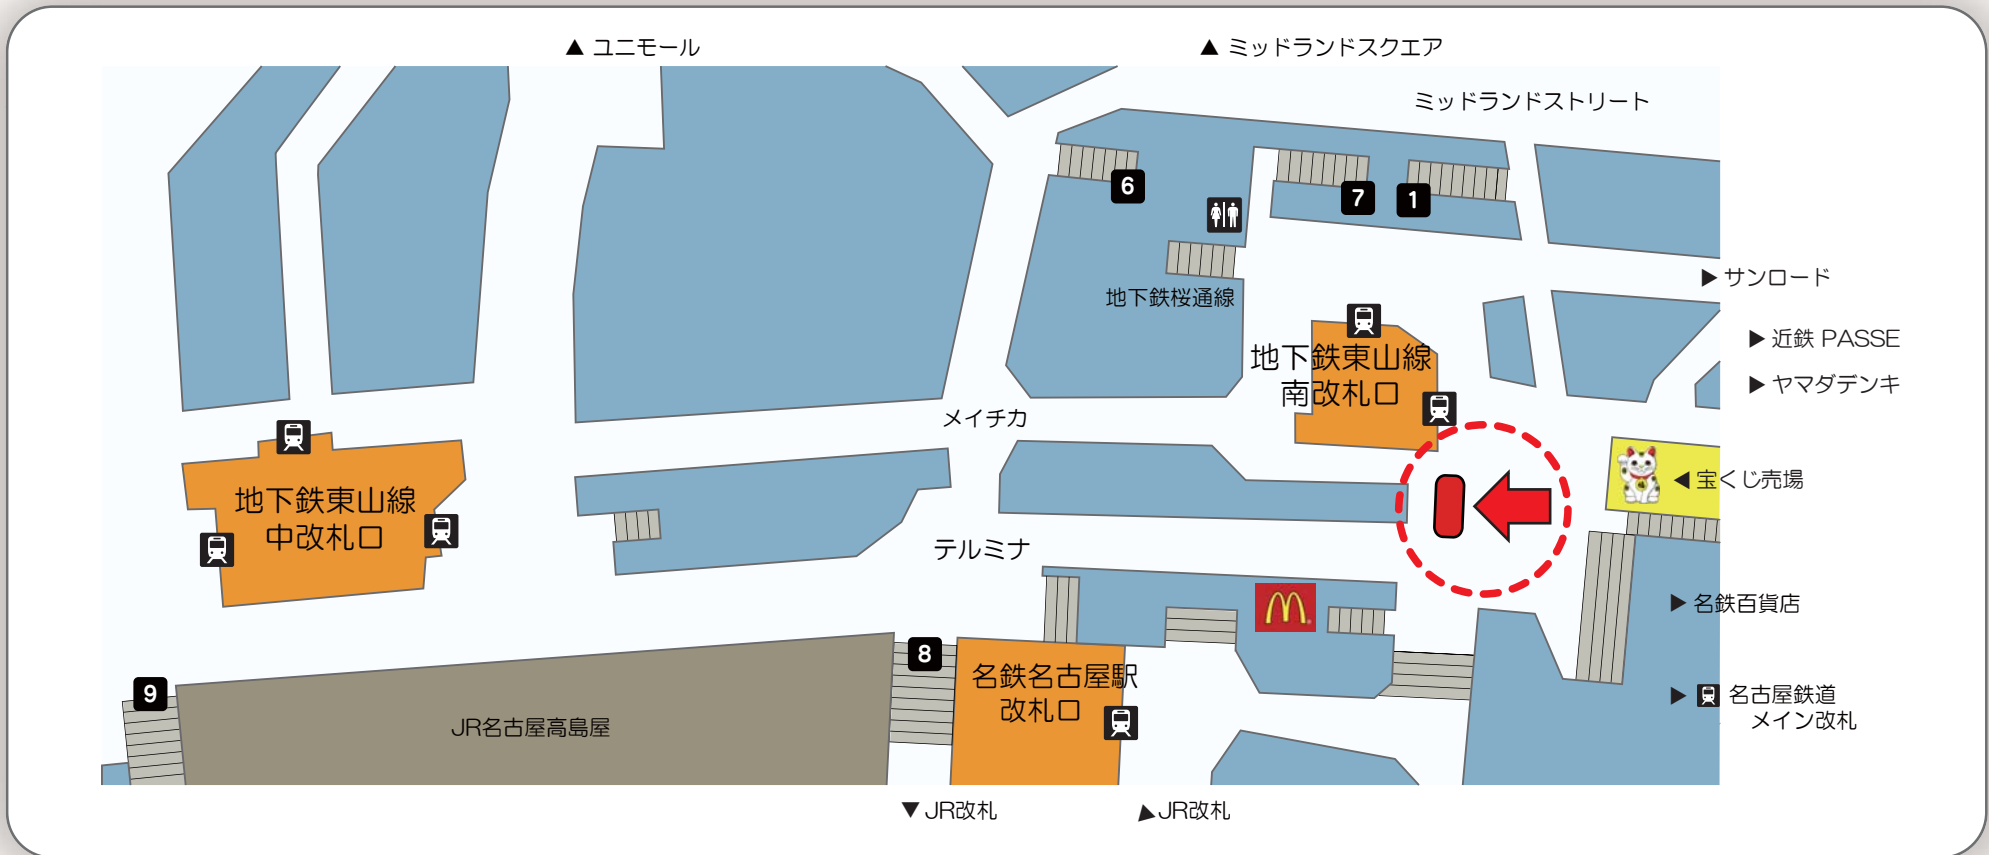 ▲ ユニモール
▲ ミッドランドスクエア
ミッドランドストリート
6
7
1
▶ サンロード
地下鉄桜通線
▶ 近鉄 PASSE
地下鉄東山線
南改札口
▶ ヤマダデンキ
メイチカ
◀ 宝くじ売場
地下鉄東山線
中改札口
テルミナ
▶ 名鉄百貨店
8
9
名鉄名古屋駅
改札口
▶ 名古屋鉄道
メイン改札
JR名古屋高島屋
▼ JR改札
▲ JR改札